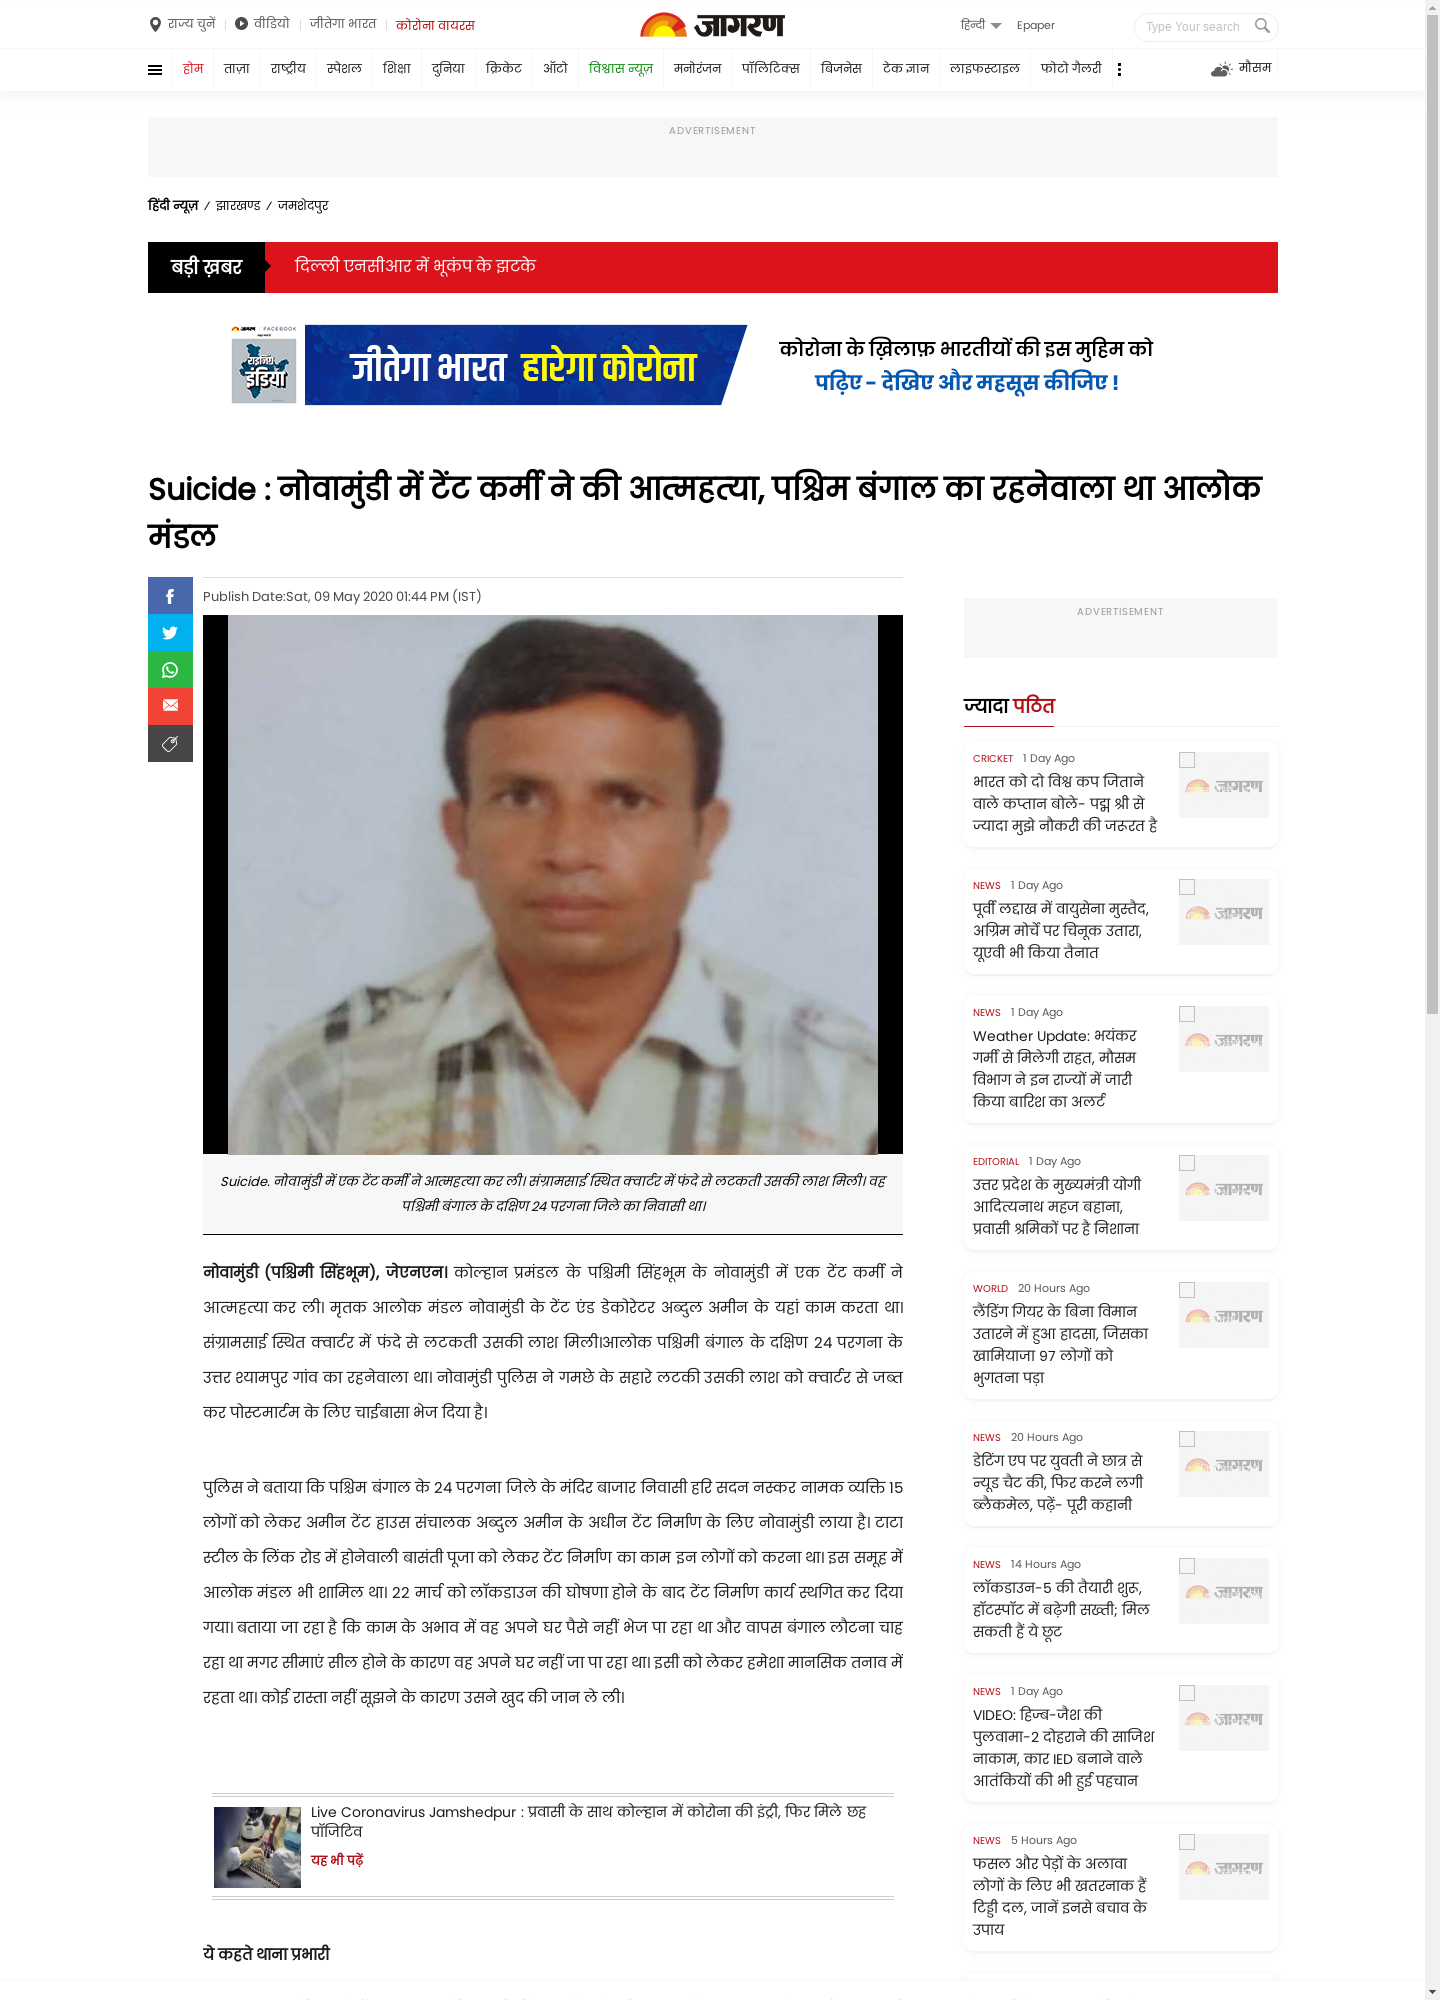 राज्य चुनें
वीडियो
जीतेगा भारत
कोरोना वायरस
जागरण
हिन्दी
Epaper
Type Your search
होम
ताज़ा
राष्ट्रीय
स्पेशल
शिक्षा
दुनिया
क्रिकेट
ऑटो
विश्वास न्यूज़
मनोरंजन
पॉलिटिक्स
बिजनेस
टेक ज्ञान
लाइफस्टाइल
फोटो गैलरी
मौसम
ADVERTISEMENT
हिंदी न्यूज़ / झारखण्ड / जमशेदपुर
बड़ी ख़बर
दिल्ली एनसीआर में भूकंप के झटके
जागरण | FACEBOOK
राइजिंग
इंडिया
जीतेगा भारत हारेगा कोरोना
कोरोना के ख़िलाफ़ भारतीयों की इस मुहिम को
पढ़िए - देखिए और महसूस कीजिए !
Suicide : नोवामुंडी में टेंट कर्मी ने की आत्महत्या, पश्चिम बंगाल का रहनेवाला था आलोक
मंडल
Publish Date:Sat, 09 May 2020 01:44 PM (IST)
Suicide. नोवामुंडी में एक टेंट कर्मी ने आत्महत्या कर ली। संग्रामसाई स्थित क्वार्टर में फंदे से लटकती उसकी लाश मिली। वह
पश्चिमी बंगाल के दक्षिण 24 परगना जिले का निवासी था।
नोवामुंडी (पश्चिमी सिंहभूम), जेएनएन। कोल्हान प्रमंडल के पश्चिमी सिंहभूम के नोवामुंडी में एक टेंट कर्मी ने
आत्महत्या कर ली। मृतक आलोक मंडल नोवामुंडी के टेंट एंड डेकोरेटर अब्दुल अमीन के यहां काम करता था।
संग्रामसाई स्थित क्वार्टर में फंदे से लटकती उसकी लाश मिली।आलोक पश्चिमी बंगाल के दक्षिण 24 परगना के
उत्तर श्यामपुर गांव का रहनेवाला था। नोवामुंडी पुलिस ने गमछे के सहारे लटकी उसकी लाश को क्वार्टर से जब्त
कर पोस्टमार्टम के लिए चाईबासा भेज दिया है।
पुलिस ने बताया कि पश्चिम बंगाल के 24 परगना जिले के मंदिर बाजार निवासी हरि सदन नस्कर नामक व्यक्ति 15
लोगों को लेकर अमीन टेंट हाउस संचालक अब्दुल अमीन के अधीन टेंट निर्माण के लिए नोवामुंडी लाया है। टाटा
स्टील के लिंक रोड में होनेवाली बासंती पूजा को लेकर टेंट निर्माण का काम इन लोगों को करना था। इस समूह में
आलोक मंडल भी शामिल था। 22 मार्च को लॉकडाउन की घोषणा होने के बाद टेंट निर्माण कार्य स्थगित कर दिया
गया। बताया जा रहा है कि काम के अभाव में वह अपने घर पैसे नहीं भेज पा रहा था और वापस बंगाल लौटना चाह
रहा था मगर सीमाएं सील होने के कारण वह अपने घर नहीं जा पा रहा था। इसी को लेकर हमेशा मानसिक तनाव में
रहता था। कोई रास्ता नहीं सूझने के कारण उसने खुद की जान ले ली।
Live Coronavirus Jamshedpur : प्रवासी के साथ कोल्हान में कोरोना की इंट्री, फिर मिले छह
पॉजिटिव
यह भी पढ़ें
ये कहते थाना प्रभारी
ADVERTISEMENT
ज्यादा पठित
CRICKET 1 Day Ago
भारत को दो विश्व कप जिताने
वाले कप्तान बोले- पद्म श्री से
ज्यादा मुझे नौकरी की जरूरत है
जागरण
NEWS 1 Day Ago
पूर्वी लद्दाख में वायुसेना मुस्तैद,
अग्रिम मोर्चे पर चिनूक उतारा,
यूएवी भी किया तैनात
जागरण
NEWS 1 Day Ago
Weather Update: भयंकर
गर्मी से मिलेगी राहत, मौसम
विभाग ने इन राज्यों में जारी
किया बारिश का अलर्ट
जागरण
EDITORIAL 1 Day Ago
उत्तर प्रदेश के मुख्यमंत्री योगी
आदित्यनाथ महज बहाना,
प्रवासी श्रमिकों पर है निशाना
जागरण
WORLD 20 Hours Ago
लैंडिंग गियर के बिना विमान
उतारने में हुआ हादसा, जिसका
खामियाजा 97 लोगों को
भुगतना पड़ा
जागरण
NEWS 20 Hours Ago
डेटिंग एप पर युवती ने छात्र से
न्यूड चैट की, फिर करने लगी
ब्लैकमेल, पढ़ें- पूरी कहानी
जागरण
NEWS 14 Hours Ago
लॉकडाउन-5 की तैयारी शुरू,
हॉटस्पॉट में बढ़ेगी सख्ती; मिल
सकती हैं ये छूट
जागरण
NEWS 1 Day Ago
VIDEO: हिज्ब-जैश की
पुलवामा-2 दोहराने की साजिश
नाकाम, कार IED बनाने वाले
आतंकियों की भी हुई पहचान
जागरण
NEWS 5 Hours Ago
फसल और पेड़ों के अलावा
लोगों के लिए भी खतरनाक हैं
टिड्डी दल, जानें इनसे बचाव के
उपाय
जागरण